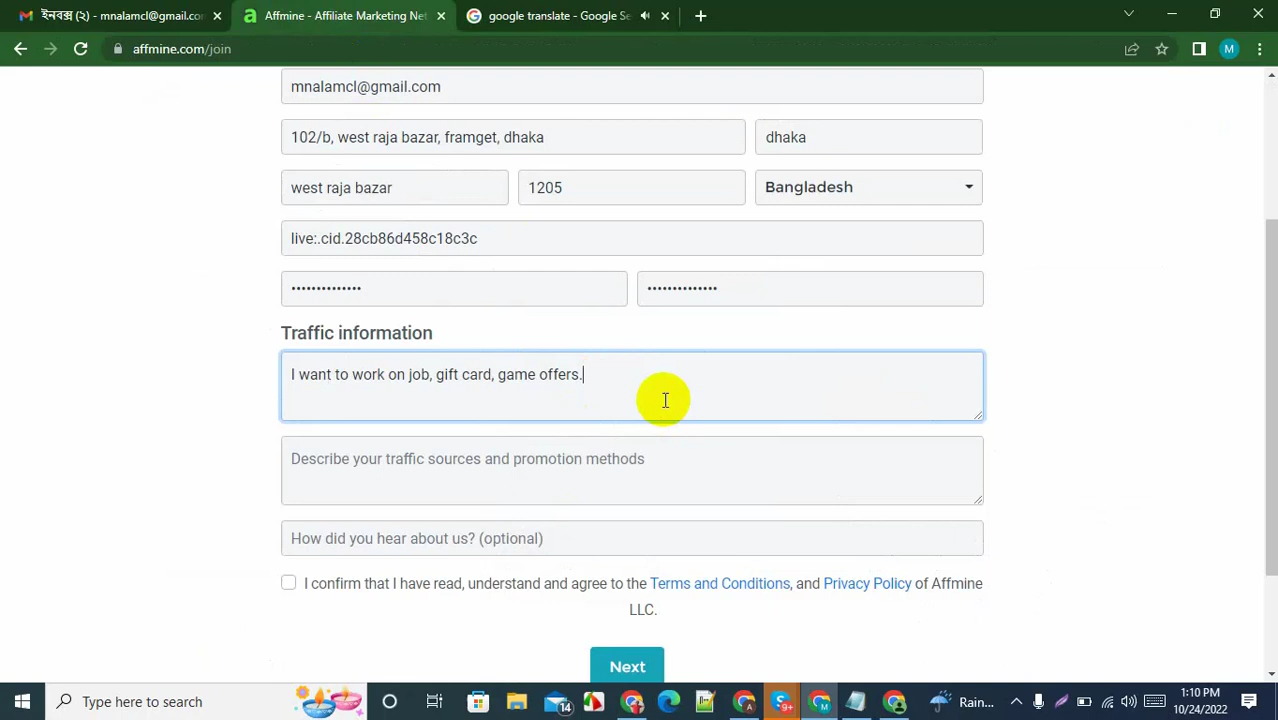 ইনবক্স (২) - mnalamcl@gmail.com
Affmine - Affiliate Marketing Net
google translate - Google Se
affmine.com/join
M
mnalamcl@gmail.com
102/b, west raja bazar, framget, dhaka
dhaka
west raja bazar
1205
Bangladesh
live:.cid.28cb86d458c18c3c
••••••••••••••
••••••••••••••
Traffic information
I want to work on job, gift card, game offers.
Describe your traffic sources and promotion methods
How did you hear about us? (optional)
I confirm that I have read, understand and agree to the Terms and Conditions, and Privacy Policy of Affmine
LLC.
Next
Type here to search
14
A
9+
M
Rain...
1:10 PM
10/24/2022